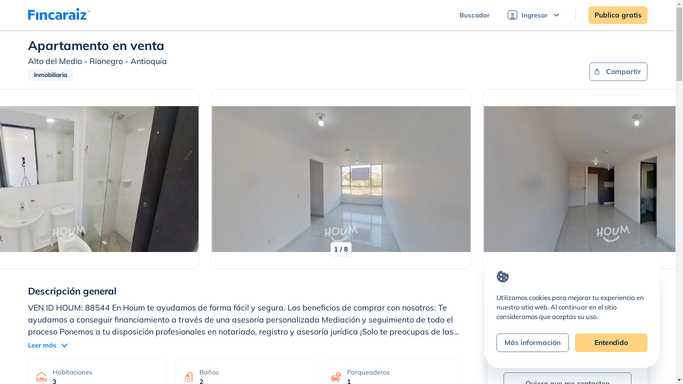 Fincaraiz
Buscador
Ingresar
Publica gratis
Apartamento en venta
Alto del Medio - Rionegro - Antioquia
Inmobiliaria
Compartir
HOUM
HOUM
HOUM
1 / 8
Descripción general
VEN ID HOUM: 88544 En Houm te ayudamos de forma fácil y segura. Los beneficios de comprar con nosotros: Te
ayudamos a conseguir financiamiento a través de una asesoría personalizada Mediación y seguimiento de todo el
proceso Ponemos a tu disposición profesionales en notariado, registro y asesoría jurídica ¡Solo te preocupas de las...
Leer más
Habitaciones
3
Baños
2
Parqueaderos
1
Utilizamos cookies para mejorar tu experiencia en
nuestro sitio web. Al continuar en el sitio
consideramos que aceptas su uso.
Más información
Entendido
Quiero que me contacten